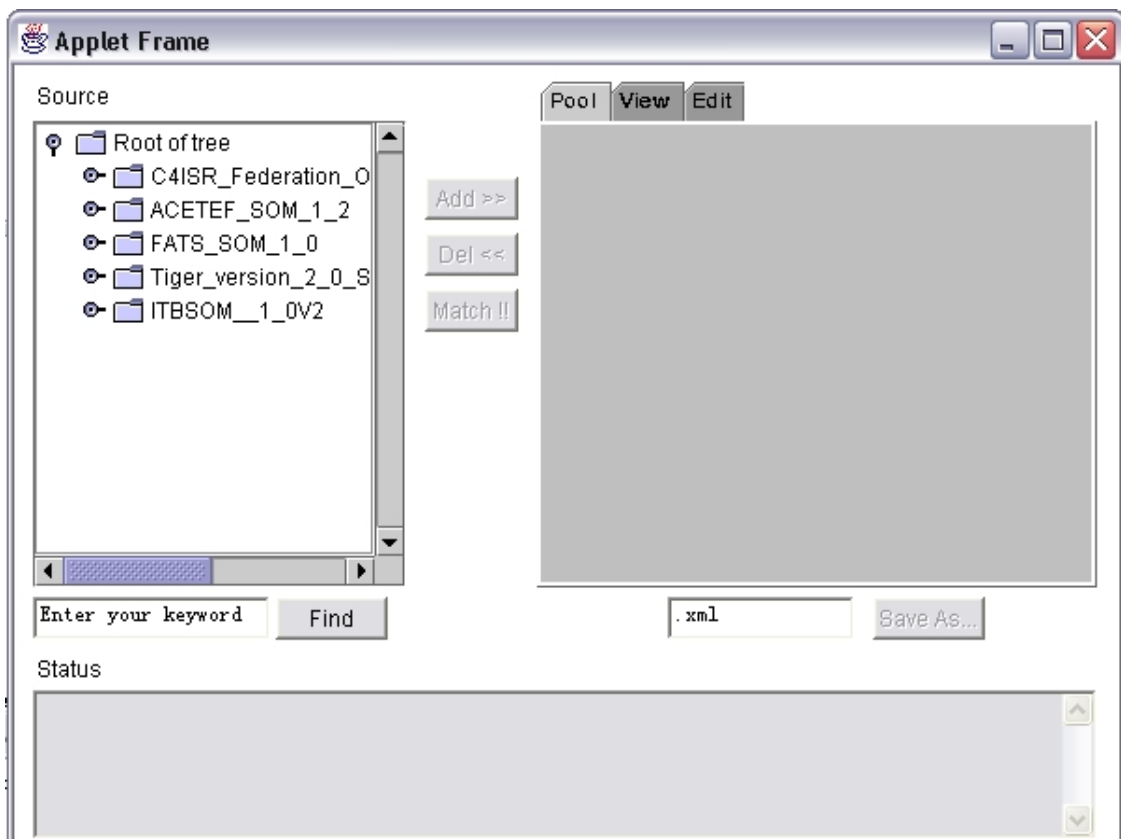 Applet Frame
Source
Root of tree
C4ISR_Federation_O
ACETEF_SOM_1_2
FATS_SOM_1_0
Tiger_version_2_0_S
ITBSOM__1_0V2
Add >>
Del <<
Match !!
Pool View Edit
Enter your keyword Find
.xml Save As...
Status